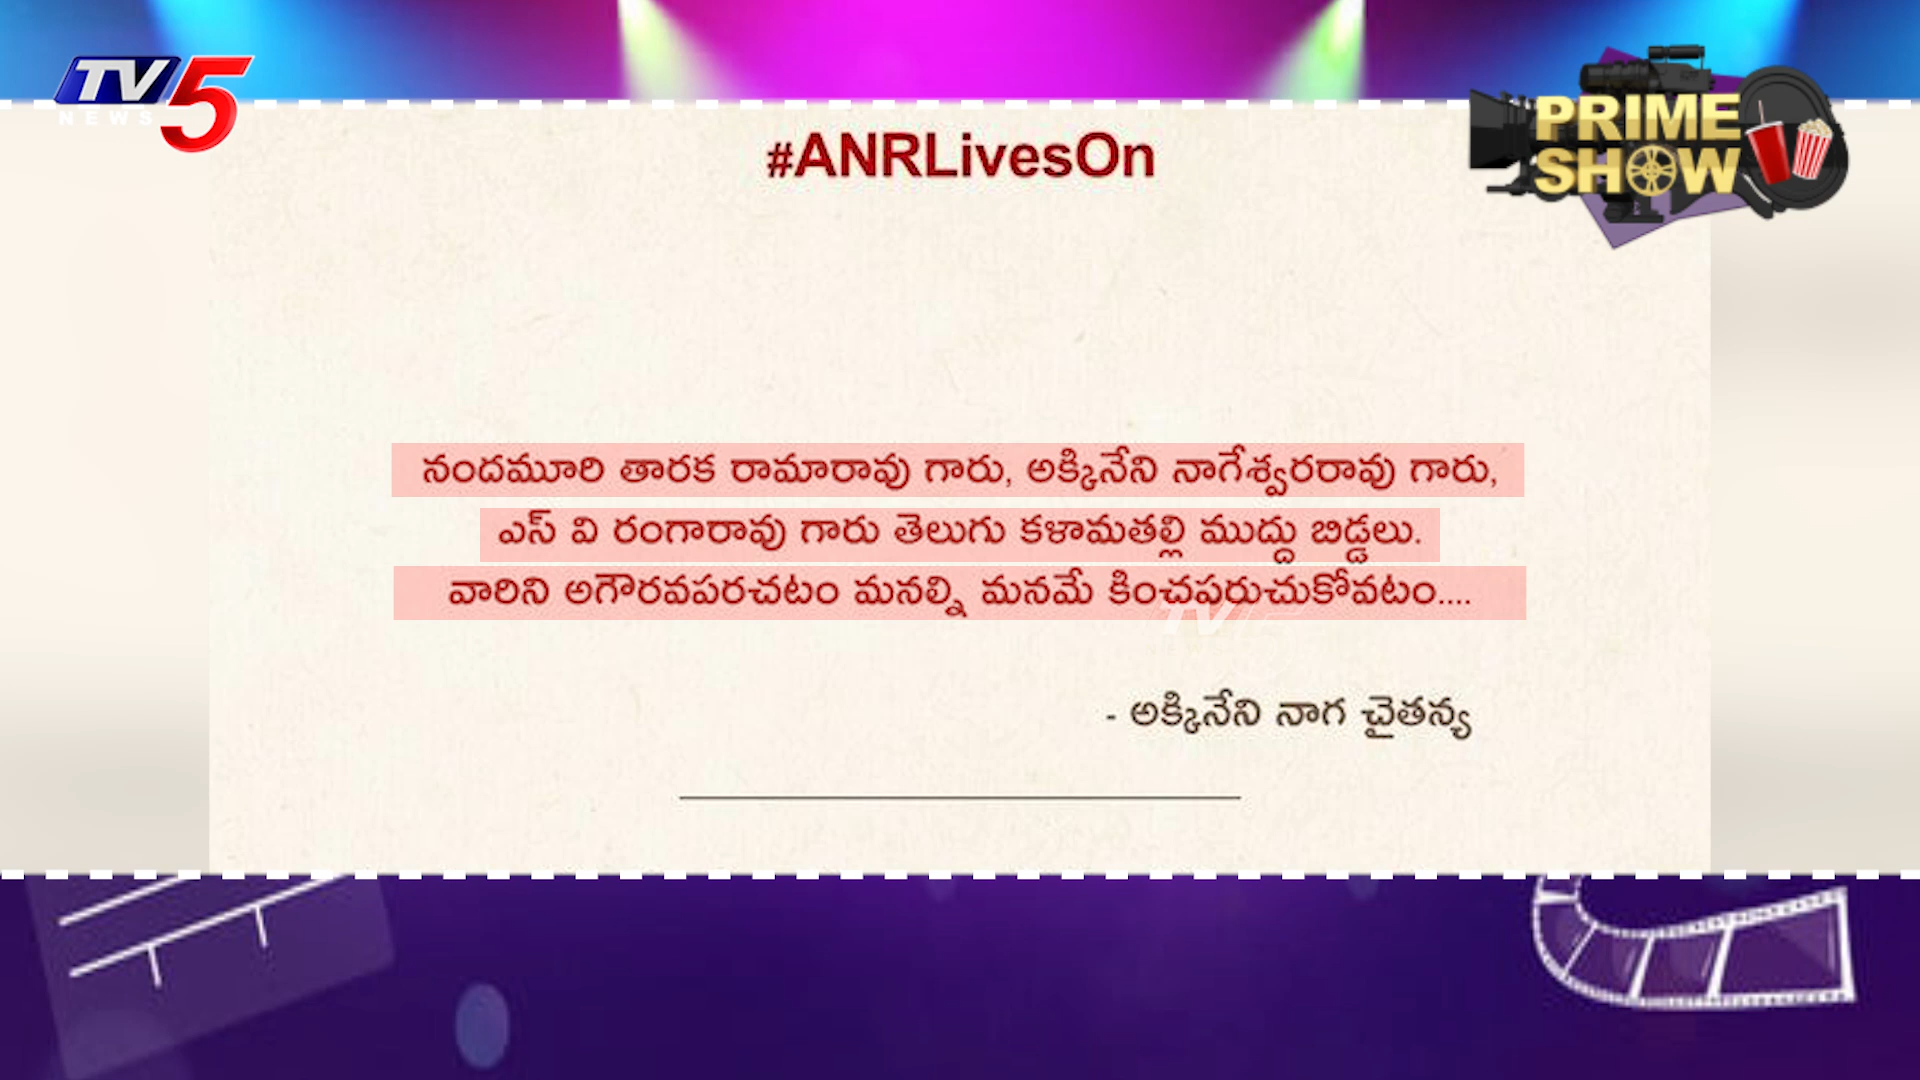 TV5
NEWS
PRIME
SHOW
#ANRLivesOn
నందమూరి తారక రామారావు గారు, అక్కినేని నాగేశ్వరరావు గారు,
ఎస్ వి రంగారావు గారు తెలుగు కళామతల్లి ముద్దు బిడ్డలు.
వారిని అగౌరవపరచటం మనల్ని మనమే కించపరుచుకోవటం....
- అక్కినేని నాగ చైతన్య